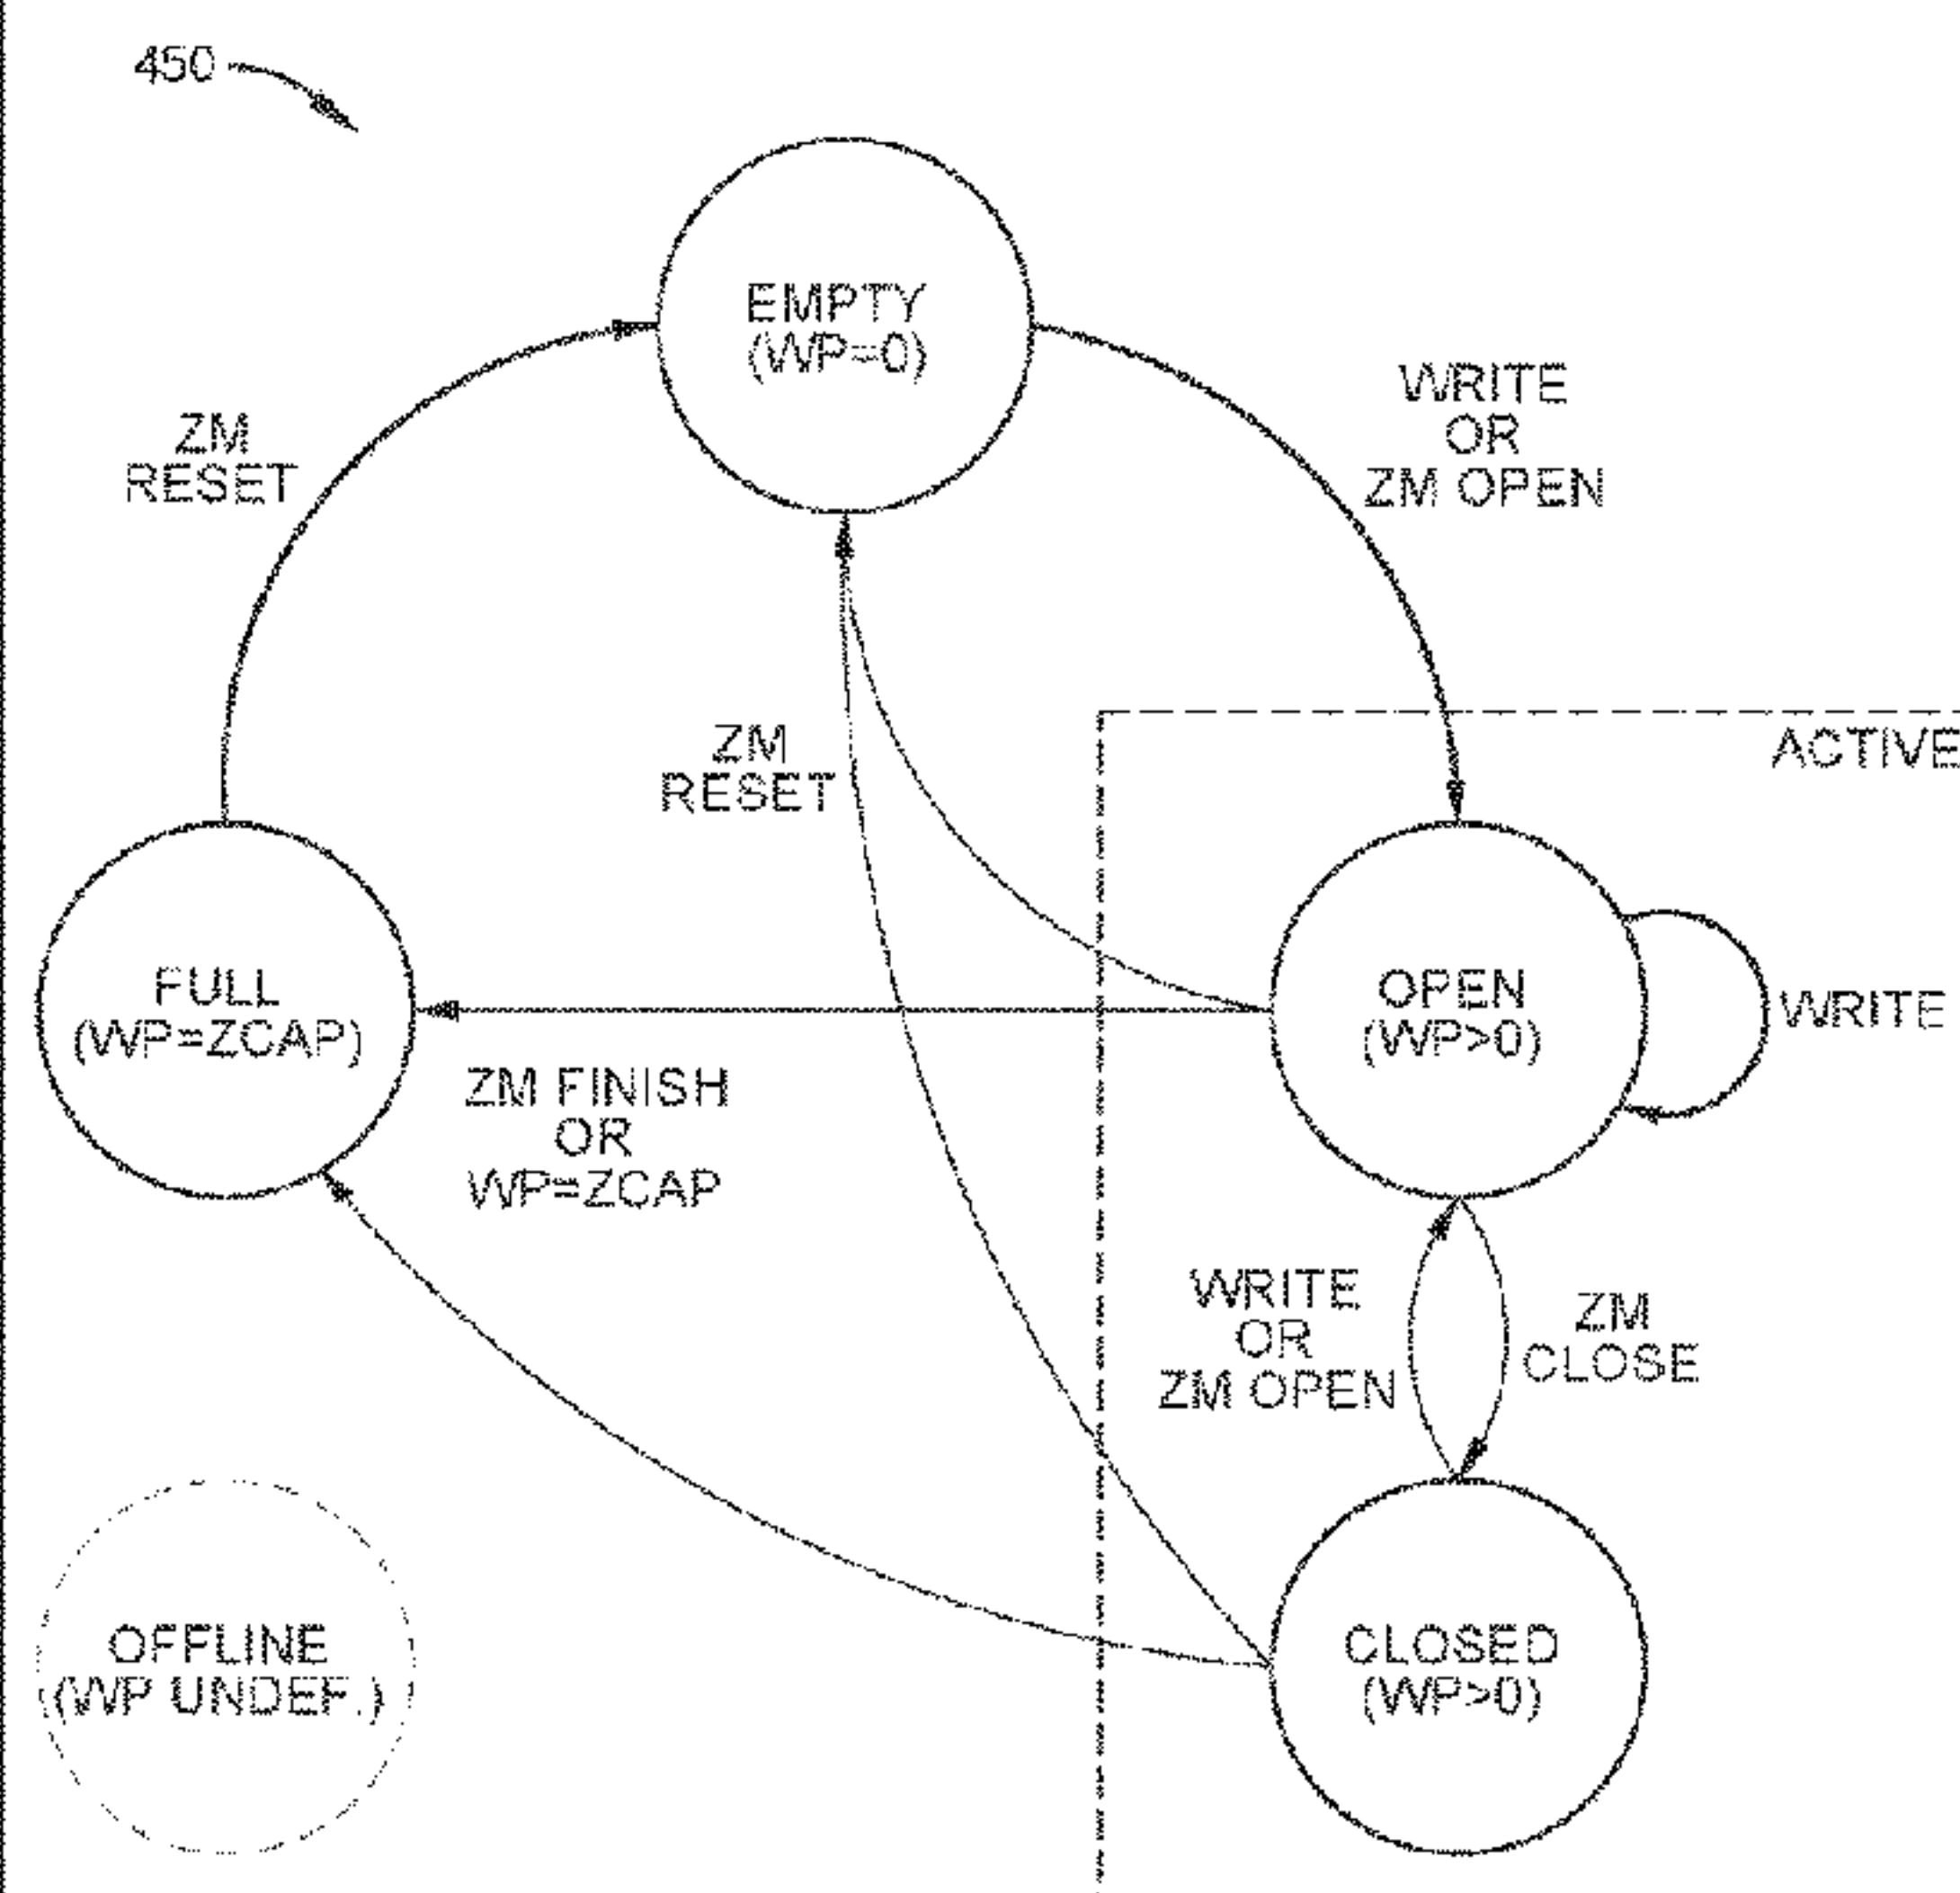 450
EMPTY
(WP=0)
WRITE
OR
ZM OPEN
ZM
RESET
ZM
RESET
ACTIVE
FULL
(WP=ZCAP)
OPEN
(WP>0)
WRITE
ZM FINISH
OR
WP=ZCAP
WRITE
OR
ZM OPEN
ZM
CLOSE
OFFLINE
(WP UNDEF.)
CLOSED
(WP>0)